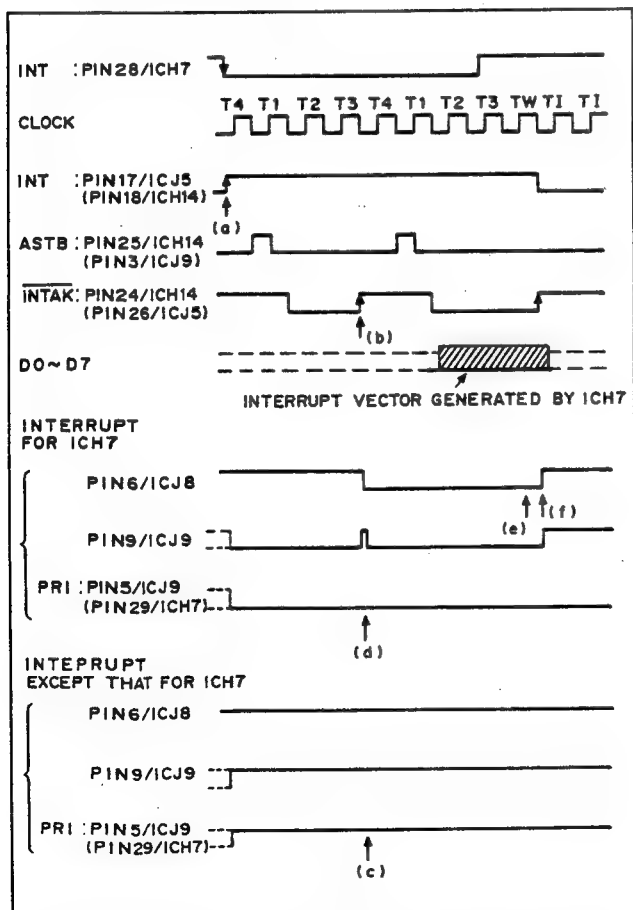 INT :PIN28/ICH7
T4 T1 T2 T3 T4 T1 T2 T3 TW TI TI
CLOCK
INT :PIN17/ICJ5
(PIN18/ICH14)
(a)
ASTB :PIN25/ICH14
(PIN3/ICJ9)
INTAK:PIN24/ICH14
(PIN26/ICJ5)
(b)
DO~D7
INTERRUPT VECTOR GENERATED BY ICH7
INTERRUPT
FOR ICH7
PIN6/ICJ8
(e) (f)
PIN9/ICJ9
PRI :PIN5/ICJ9
(PIN29/ICH7)
(d)
INTEPRUPT
EXCEPT THAT FOR ICH7
PIN6/ICJ8
PIN9/ICJ9
PRI :PIN5/ICJ9
(PIN29/ICH7)
(c)